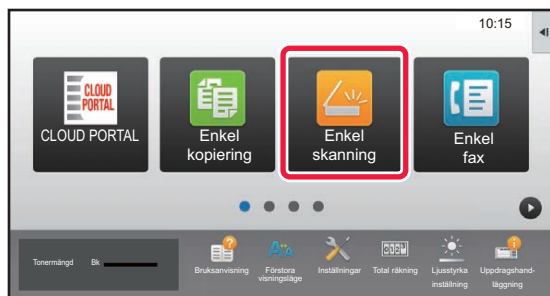 10:15
CLOUD
PORTAL
CLOUD PORTAL
Enkel
kopiering
Enkel
skanning
Enkel
fax
Tonermängd Bk
Bruksanvisning
Förstora
visningsläge
Inställningar
Total räkning
Ljusstyrka
inställning
Uppdragshand-
läggning